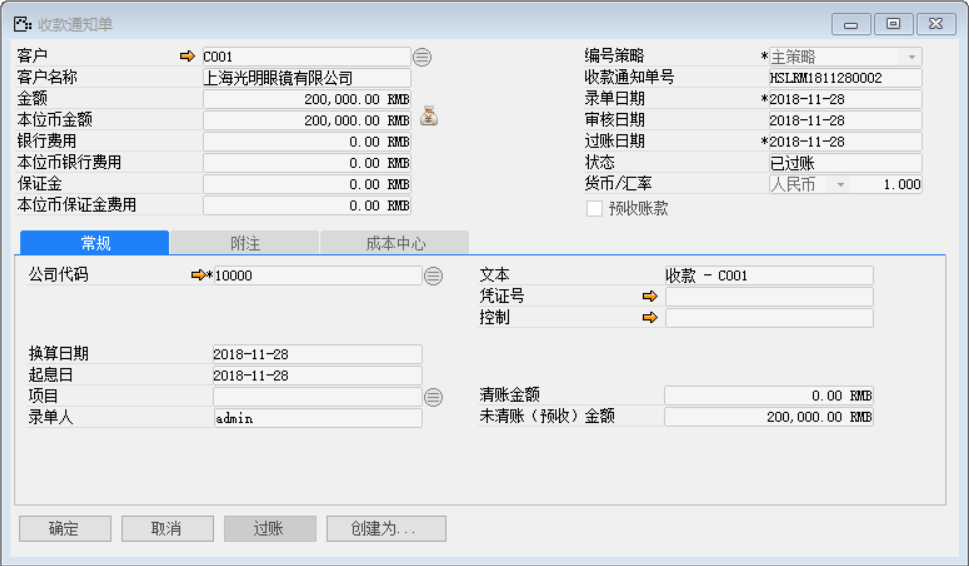 收款通知单
客户 C001
客户名称 上海光明眼镜有限公司
金额 200,000.00 RMB
本位币金额 200,000.00 RMB
银行费用 0.00 RMB
本位币银行费用 0.00 RMB
保证金 0.00 RMB
本位币保证金费用 0.00 RMB
编号策略 *主策略
收款通知单号 HSLRM1811280002
录单日期 *2018-11-28
审核日期 2018-11-28
过账日期 *2018-11-28
状态 已过账
货币/汇率 人民币 1.000
预收账款
常规 附注 成本中心
公司代码 *10000
换算日期 2018-11-28
起息日 2018-11-28
项目
录单人 admin
文本 收款 - C001
凭证号
控制
清账金额 0.00 RMB
未清账（预收）金额 200,000.00 RMB
确定 取消 过账 创建为...